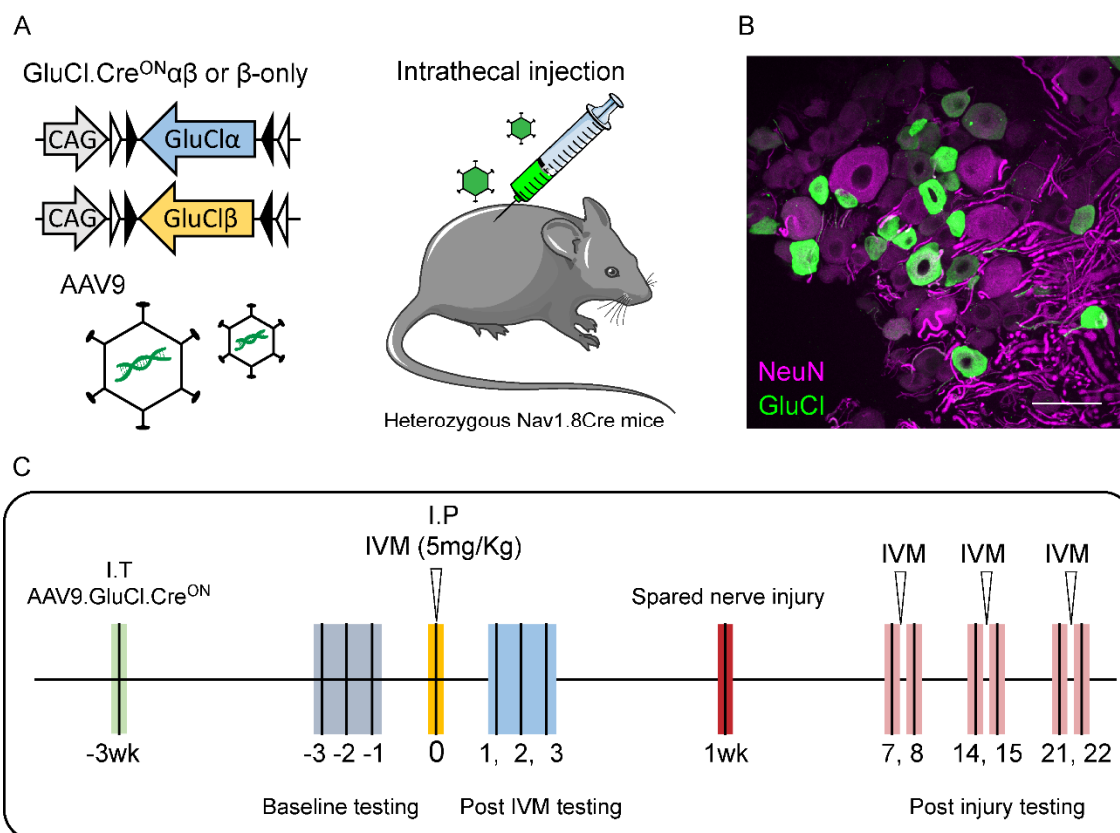 A
GluCl.Cre^ONαβ or β-only
CAG
GluClα
CAG
GluClβ
AAV9
Intrathecal injection
Heterozygous Nav1.8Cre mice
B
NeuN
GluCl
C
I.T
AAV9.GluCl.Cre^ON
I.P
IVM (5mg/Kg)
Spared nerve injury
IVM
IVM
IVM
-3wk
-3 -2 -1
0
1, 2, 3
1wk
7, 8
14, 15
21, 22
Baseline testing
Post IVM testing
Post injury testing